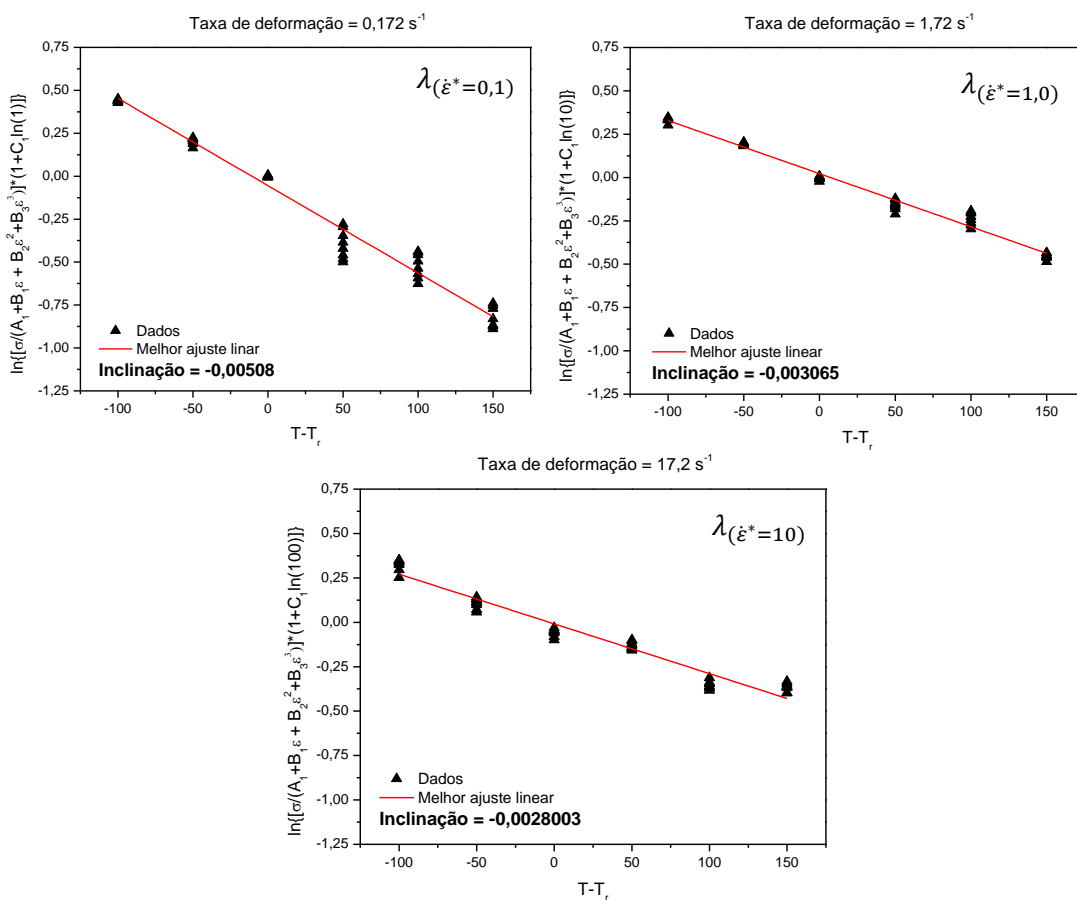 Taxa de deformação = 0,172 s⁻¹
ln{[σ/(A₁+B₁ε + B₂ε²+B₃ε³)]*(1+C₁ln(1)]}
0,75
0,50
0,25
0,00
-0,25
-0,50
-0,75
-1,00
-1,25
λ(ε̇*=0,1)
Dados
Melhor ajuste linar
Inclinação = -0,00508
-100 -50 0 50 100 150
T-Tᵣ
Taxa de deformação = 1,72 s⁻¹
ln{[σ/(A₁+B₁ε + B₂ε²+B₃ε³)]*(1+C₁ln(10)]}
0,75
0,50
0,25
0,00
-0,25
-0,50
-0,75
-1,00
-1,25
λ(ε̇*=1,0)
Dados
Melhor ajuste linear
Inclinação = -0,003065
-100 -50 0 50 100 150
T-Tᵣ
Taxa de deformação = 17,2 s⁻¹
ln{[σ/(A₁+B₁ε + B₂ε²+B₃ε³)]*(1+C₁ln(100)]}
0,75
0,50
0,25
0,00
-0,25
-0,50
-0,75
-1,00
-1,25
λ(ε̇*=10)
Dados
Melhor ajuste linear
Inclinação = -0,0028003
-100 -50 0 50 100 150
T-Tᵣ